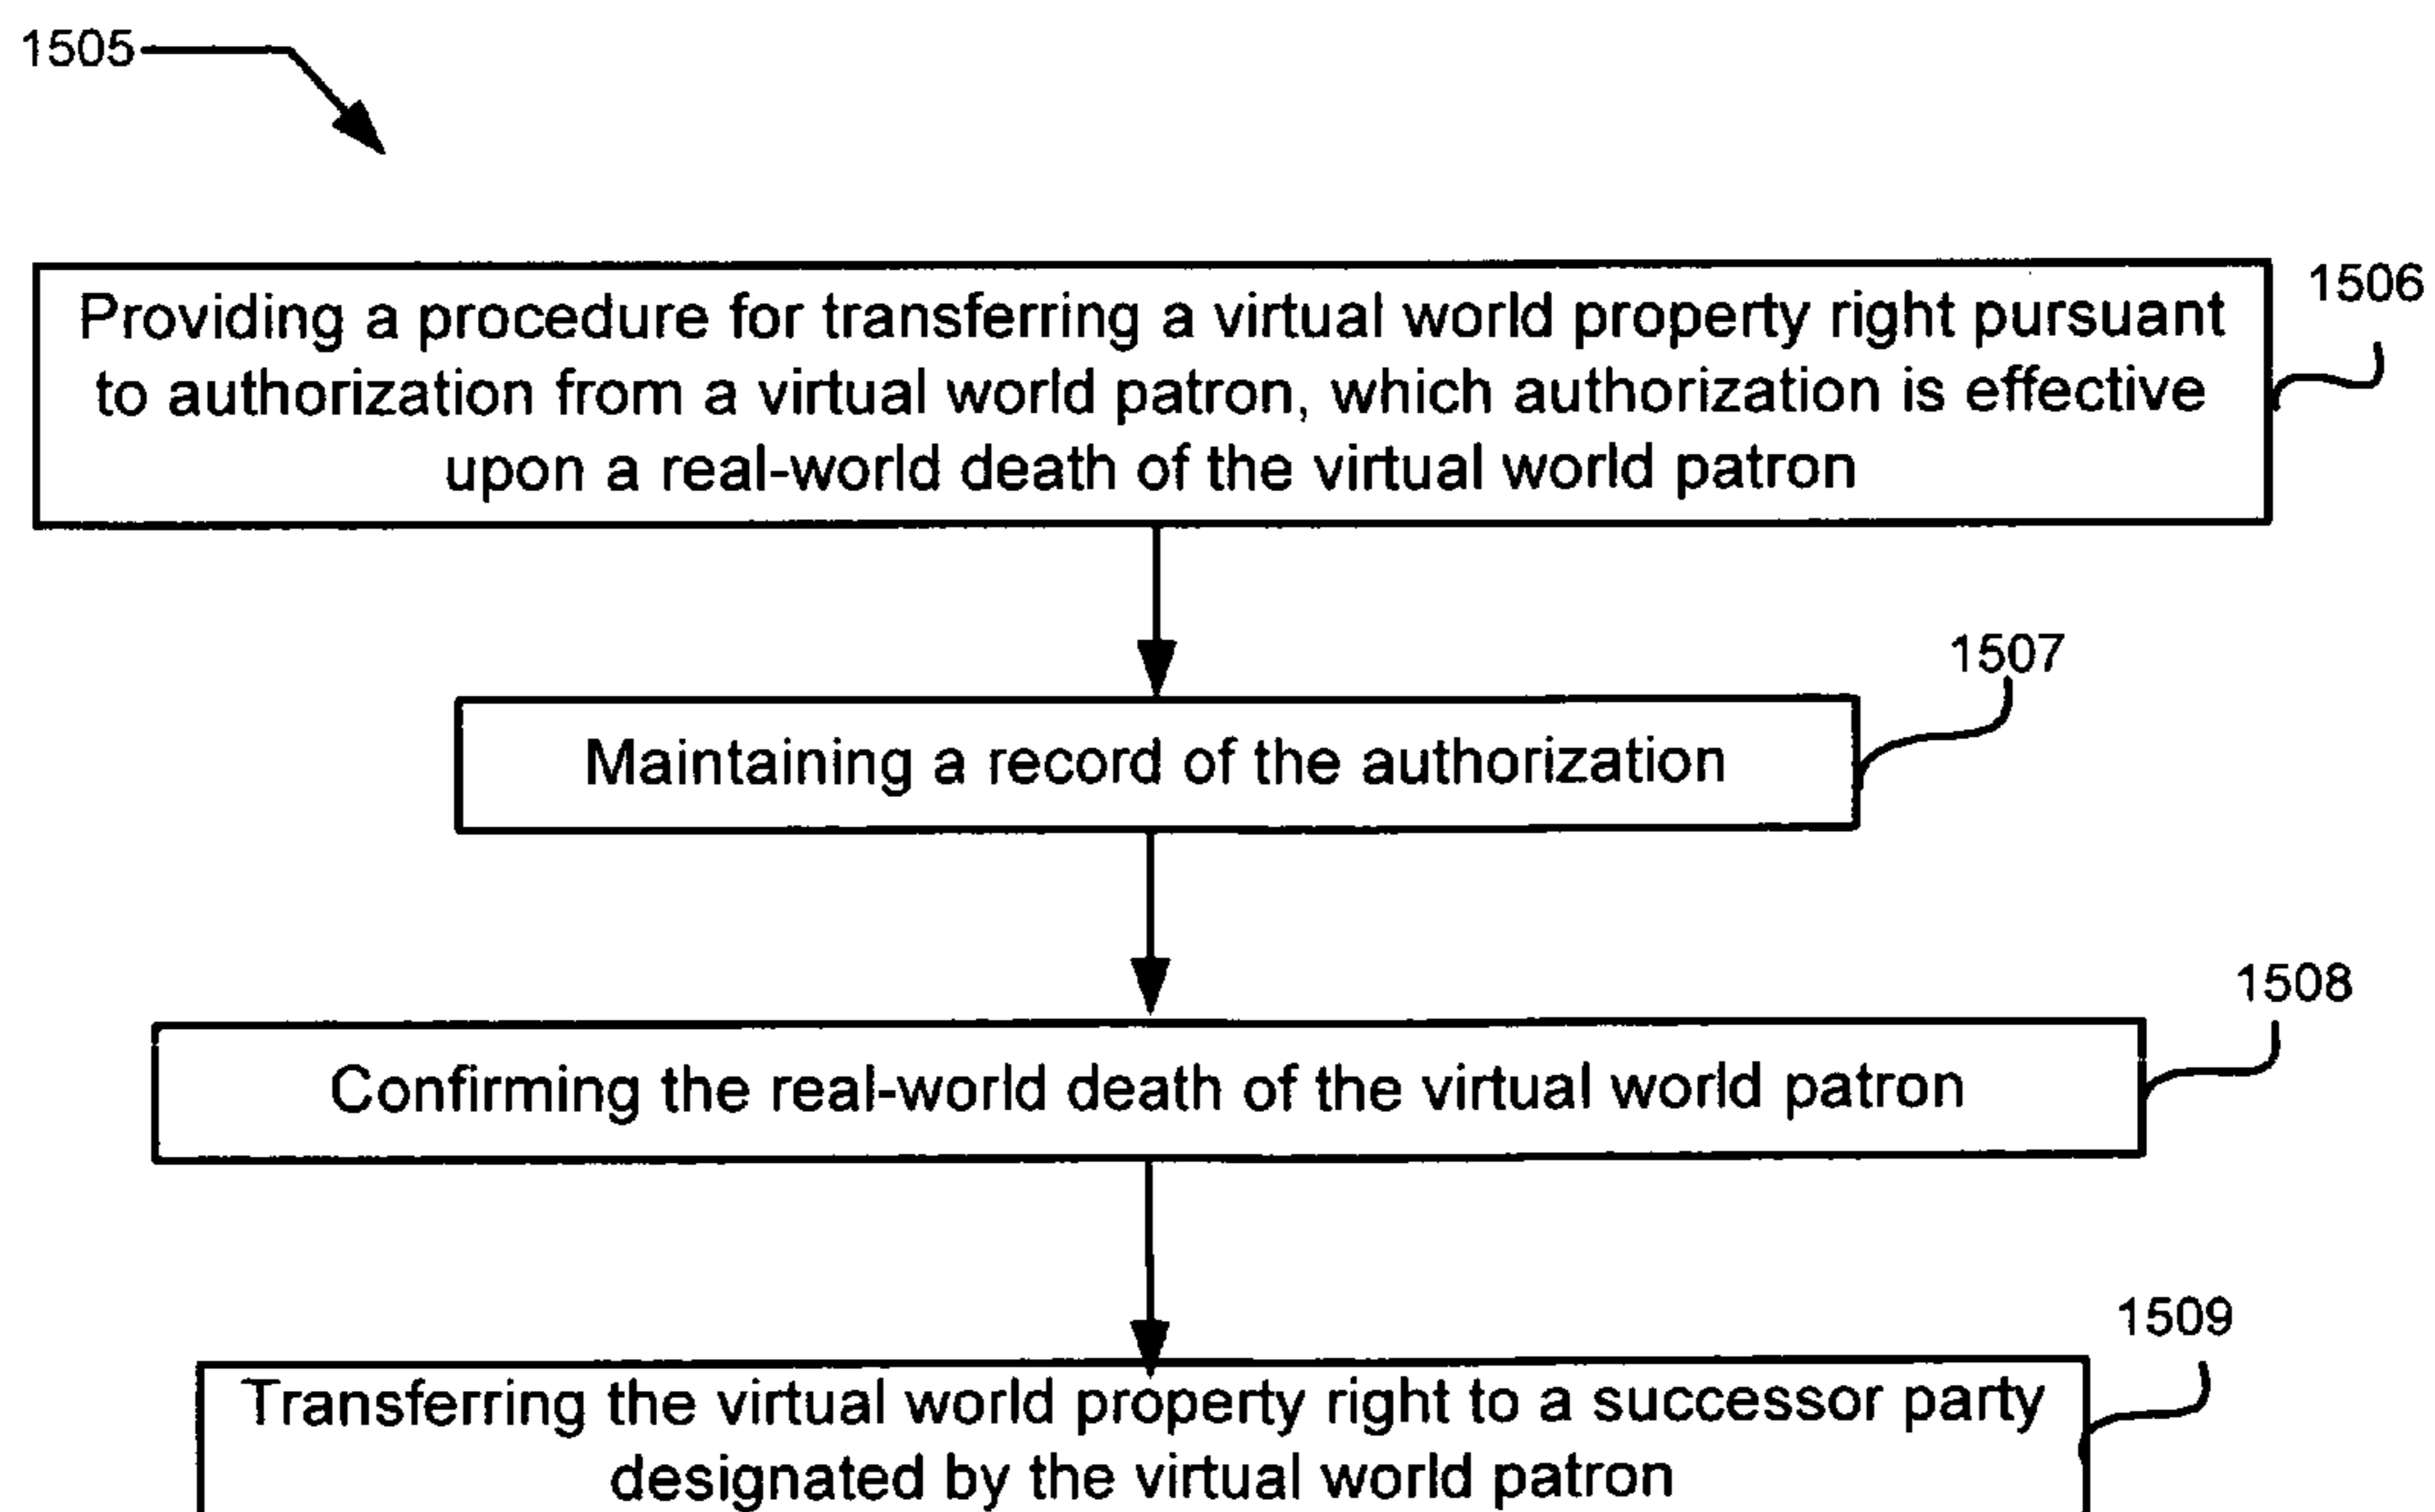 1505
Providing a procedure for transferring a virtual world property right pursuant
to authorization from a virtual world patron, which authorization is effective
upon a real-world death of the virtual world patron
1506
1507
Maintaining a record of the authorization
1508
Confirming the real-world death of the virtual world patron
1509
Transferring the virtual world property right to a successor party
designated by the virtual world patron